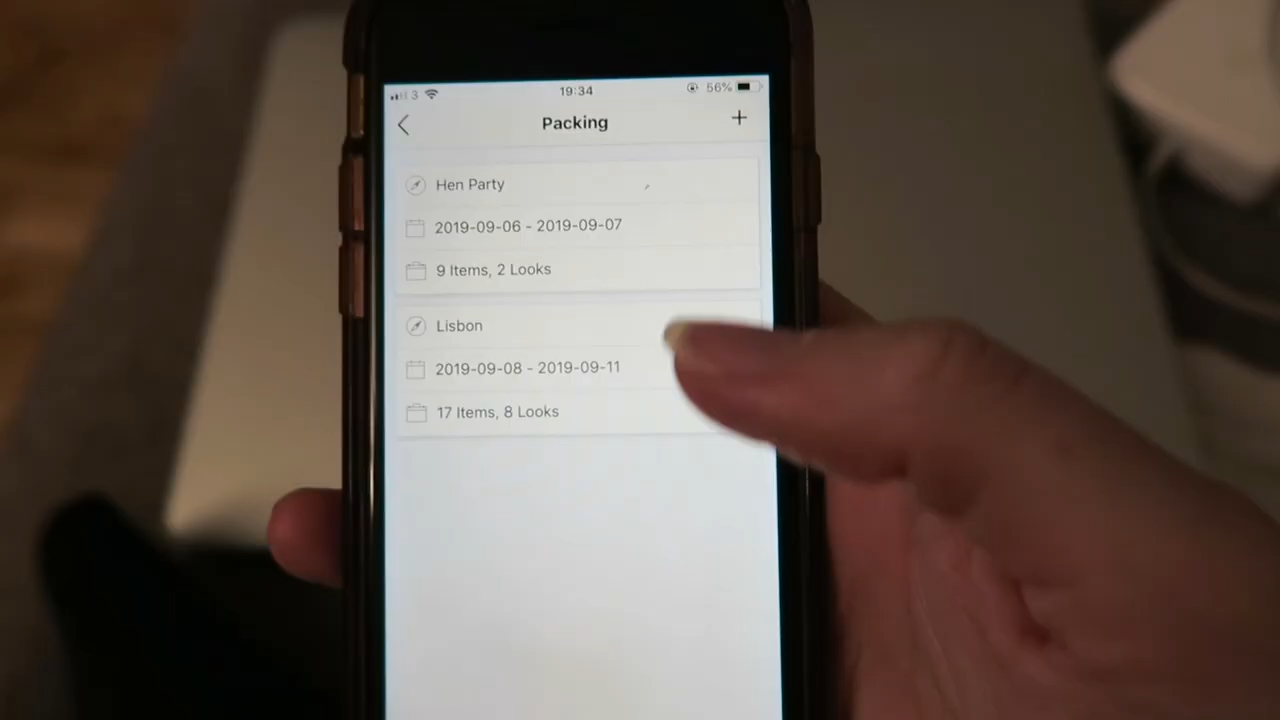 3 19:34 56%
Packing +
Hen Party
2019-09-06 - 2019-09-07
9 Items, 2 Looks
Lisbon
2019-09-08 - 2019-09-11
17 Items, 8 Looks